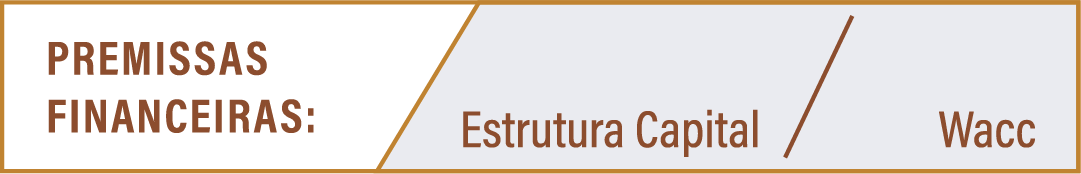 PREMISSAS
FINANCEIRAS:
Estrutura Capital / Wacc